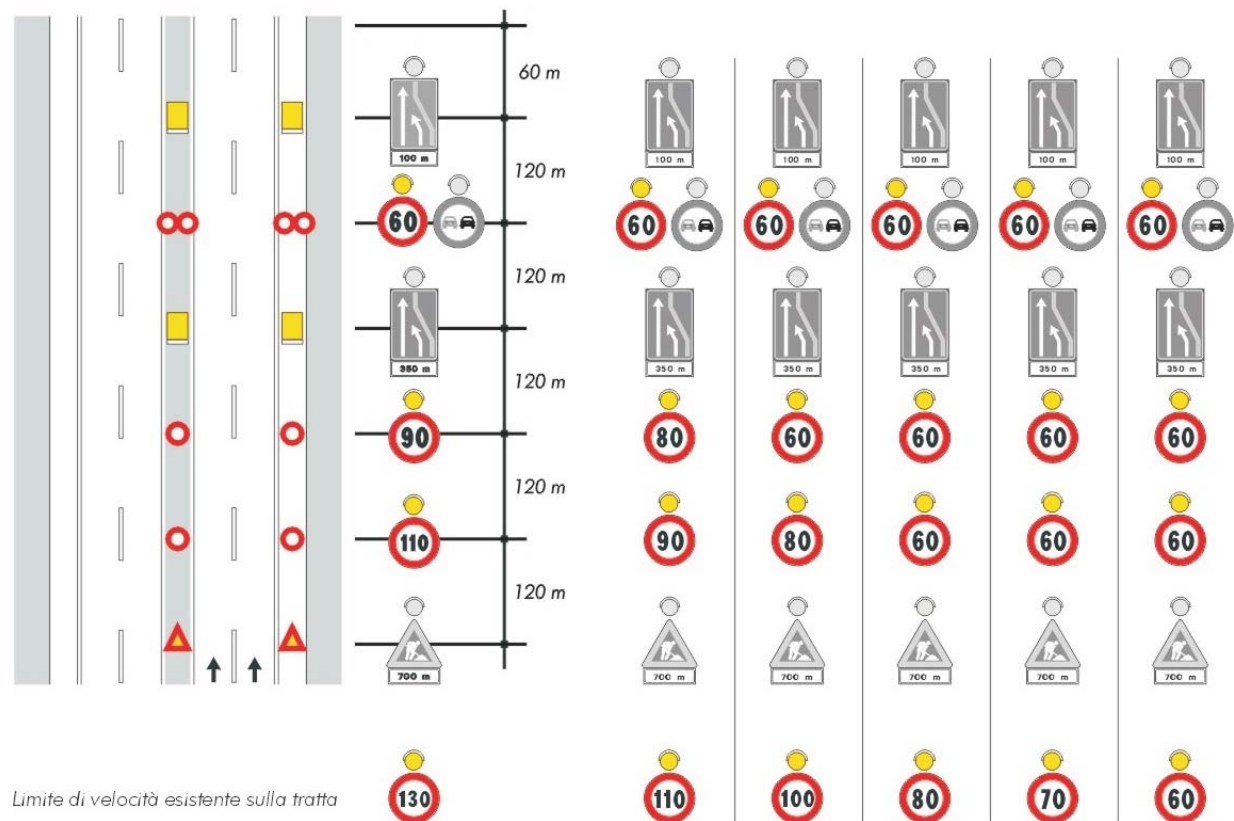 60 m
100 m 100 m 100 m 100 m 100 m 100 m
120 m
60 60 60 60 60 60
120 m
350 m 350 m 350 m 350 m 350 m 350 m
120 m
90 80 60 60 60 60
120 m
110 90 80 60 60 60
120 m
700 m 700 m 700 m 700 m 700 m 700 m
Limite di velocità esistente sulla tratta 130 110 100 80 70 60